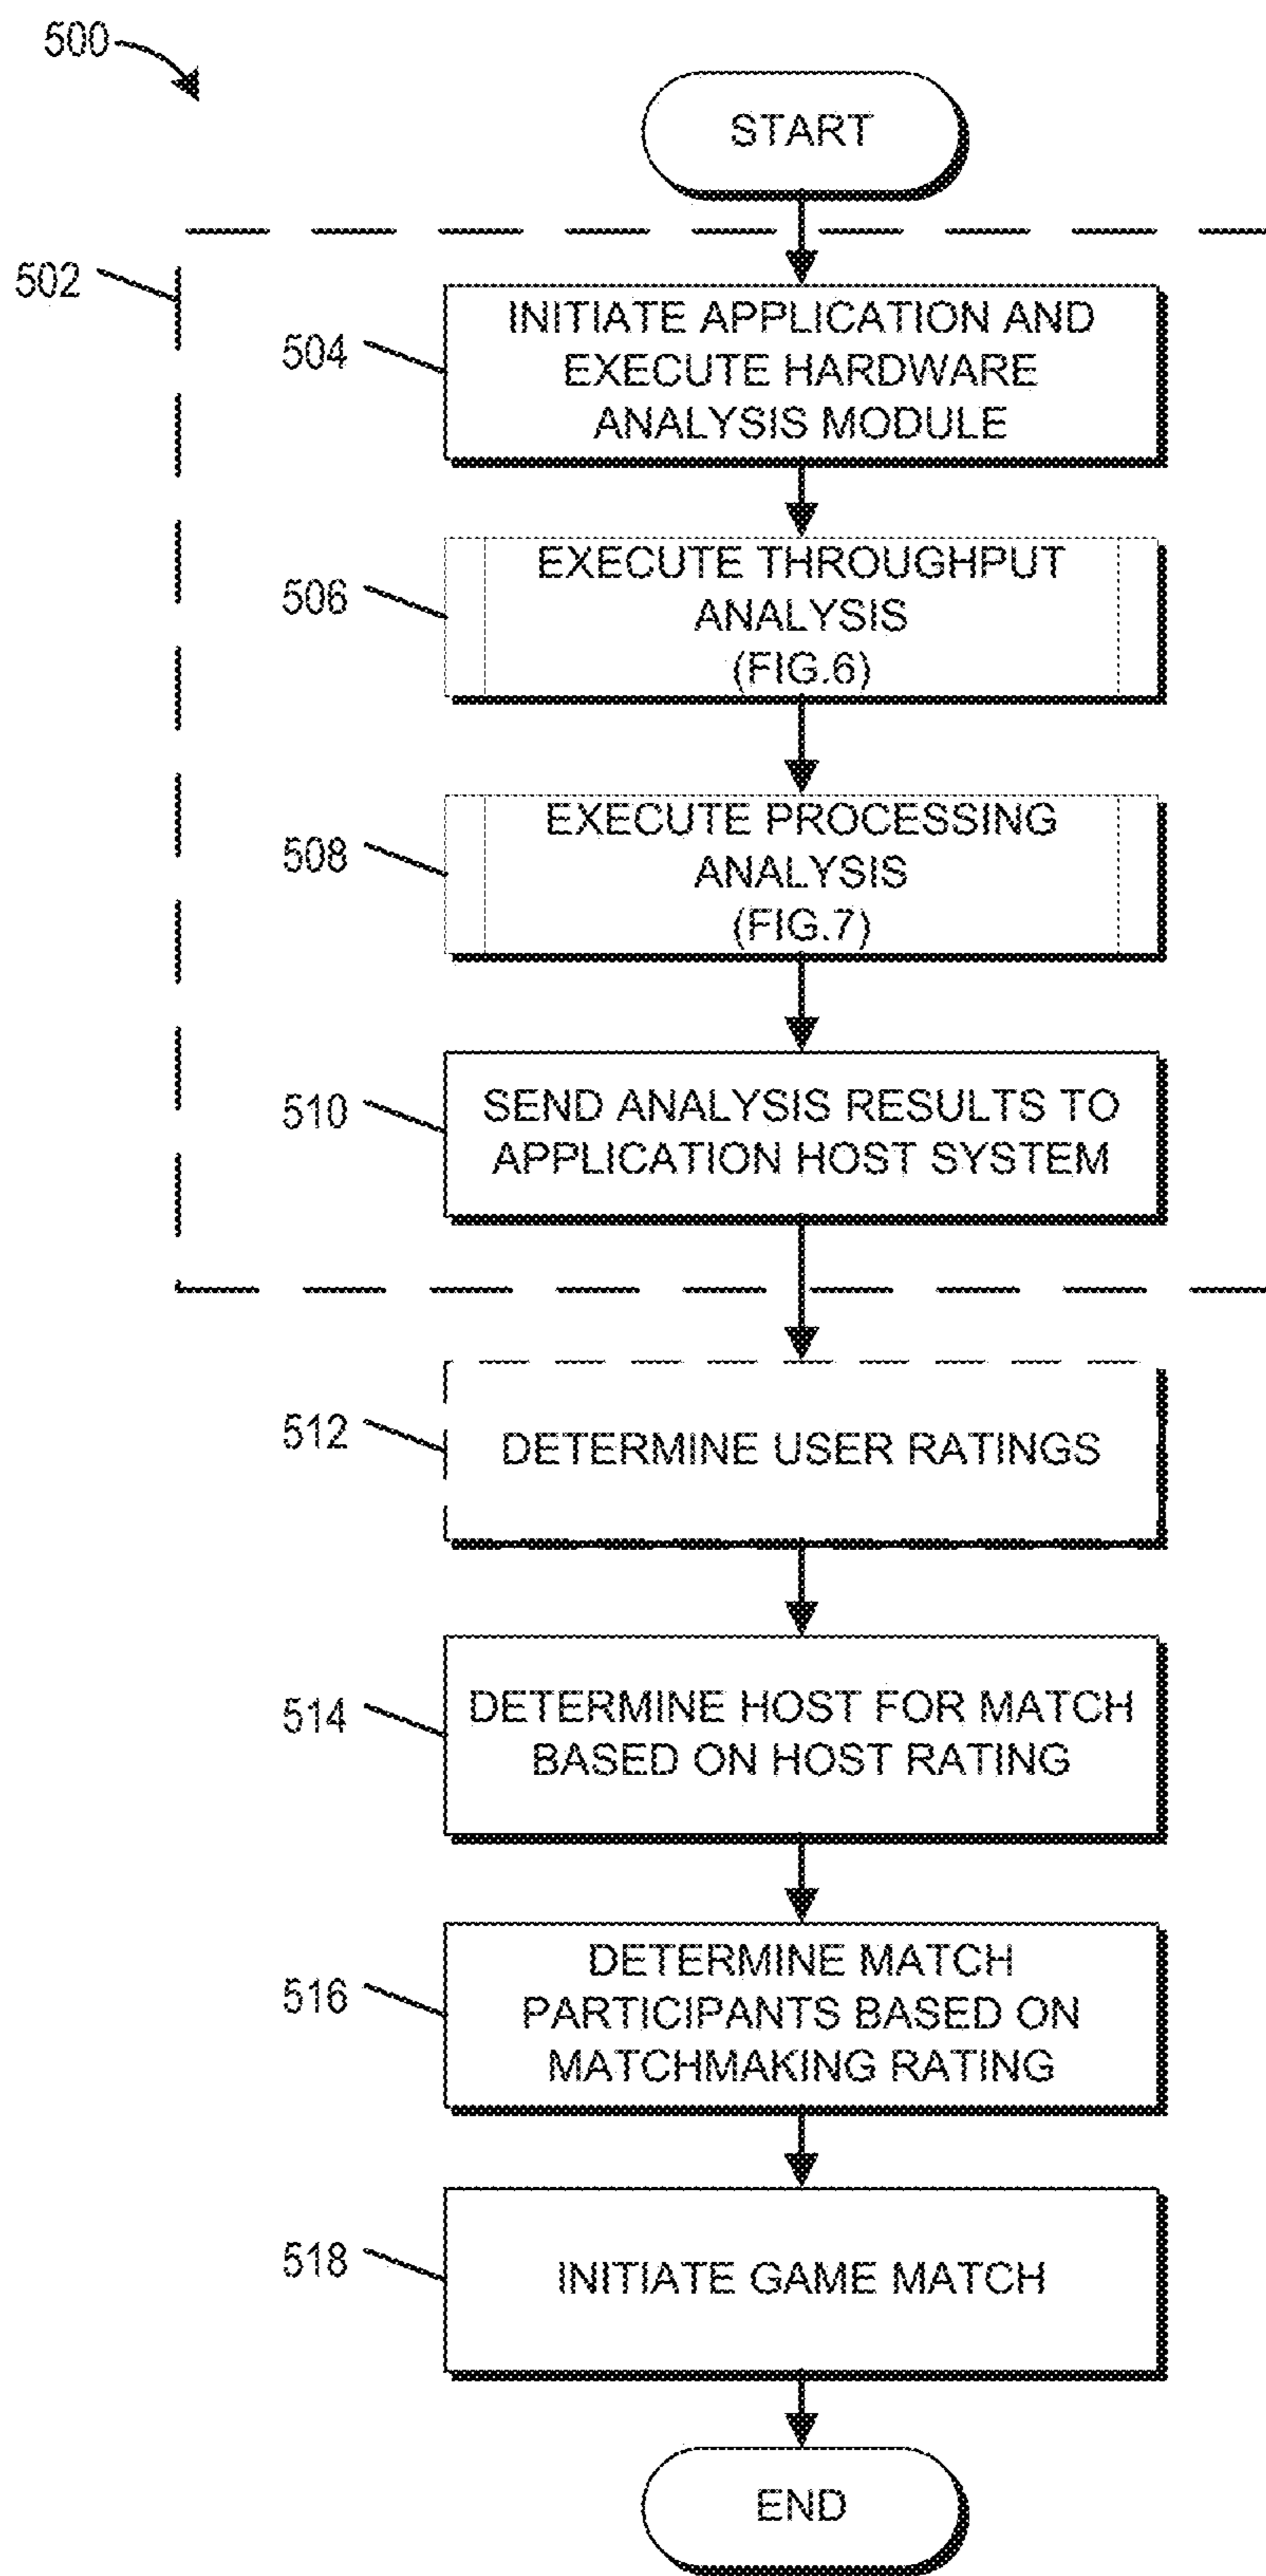 500
START
502
504
INITIATE APPLICATION AND
EXECUTE HARDWARE
ANALYSIS MODULE
506
EXECUTE THROUGHPUT
ANALYSIS
(FIG.6)
508
EXECUTE PROCESSING
ANALYSIS
(FIG.7)
510
SEND ANALYSIS RESULTS TO
APPLICATION HOST SYSTEM
512
DETERMINE USER RATINGS
514
DETERMINE HOST FOR MATCH
BASED ON HOST RATING
516
DETERMINE MATCH
PARTICIPANTS BASED ON
MATCHMAKING RATING
518
INITIATE GAME MATCH
END